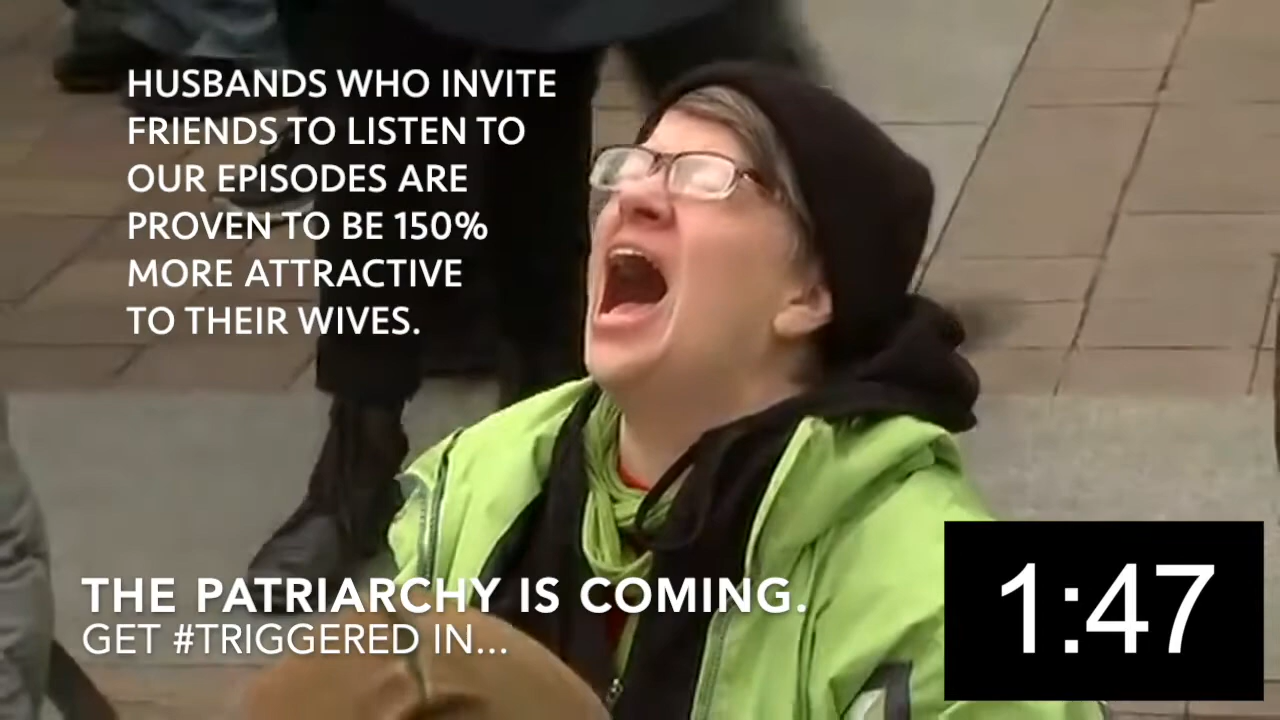 HUSBANDS WHO INVITE
FRIENDS TO LISTEN TO
OUR EPISODES ARE
PROVEN TO BE 150%
MORE ATTRACTIVE
TO THEIR WIVES.
THE PATRIARCHY IS COMING.
GET #TRIGGERED IN...
1:47